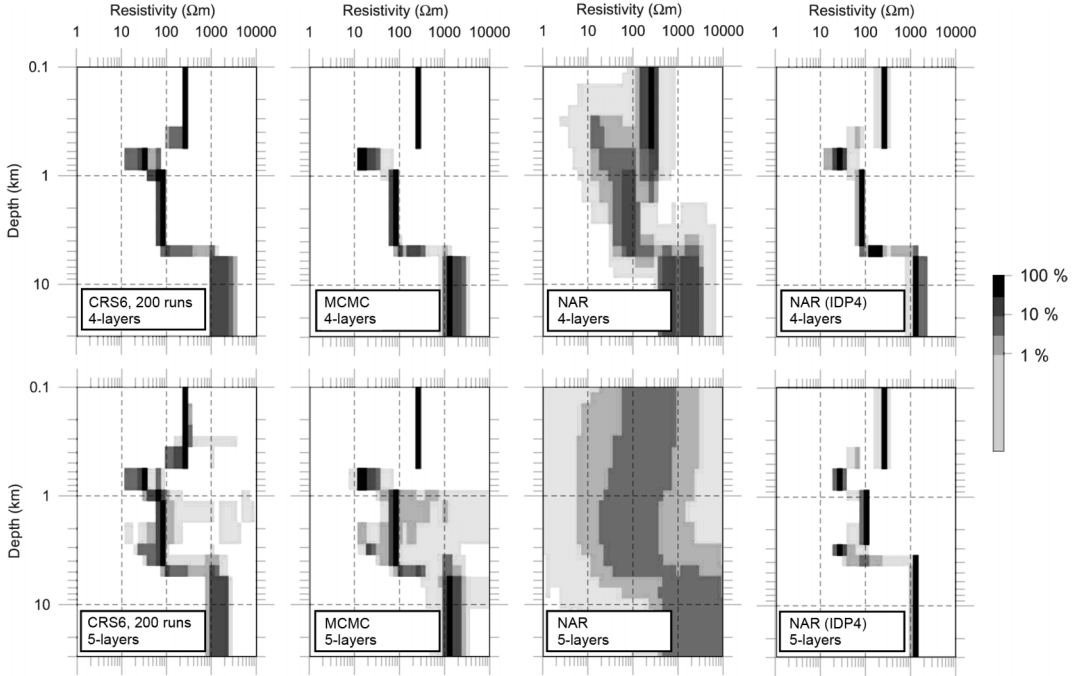 Resistivity (Ωm) Resistivity (Ωm) Resistivity (Ωm) Resistivity (Ωm)
1 10 100 1000 10000 1 10 100 1000 10000 1 10 100 1000 10000 1 10 100 1000 10000
0.1
1
10
Depth (km)
CRS6, 200 runs
4-layers
MCMC
4-layers
NAR
4-layers
NAR (IDP4)
4-layers
100 %
10 %
1 %
0.1
1
10
Depth (km)
CRS6, 200 runs
5-layers
MCMC
5-layers
NAR
5-layers
NAR (IDP4)
5-layers